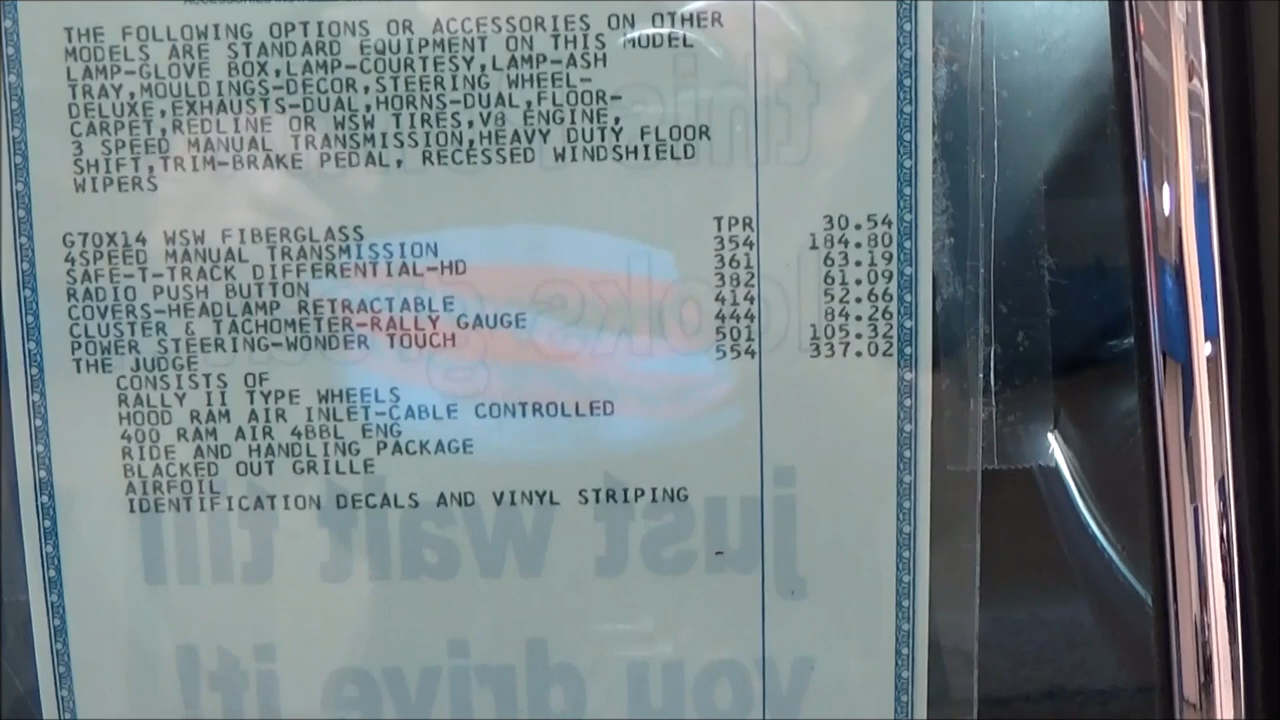 THE FOLLOWING OPTIONS OR ACCESSORIES ON OTHER
MODELS ARE STANDARD EQUIPMENT ON THIS MODEL
LAMP-GLOVE BOX,LAMP-COURTESY,LAMP-ASH
TRAY,MOULDINGS-DECOR,STEERING WHEEL-
DELUXE,EXHAUSTS-DUAL,HORNS-DUAL,FLOOR-
CARPET,REDLINE OR WSW TIRES,V8 ENGINE,
3 SPEED MANUAL TRANSMISSION,HEAVY DUTY FLOOR
SHIFT,TRIM-BRAKE PEDAL, RECESSED WINDSHIELD
WIPERS
G70X14 WSW FIBERGLASS TPR 30.54
4SPEED MANUAL TRANSMISSION 354 184.80
SAFE-T-TRACK DIFFERENTIAL-HD 361 63.19
RADIO PUSH BUTTON 382 61.09
COVERS-HEADLAMP RETRACTABLE 414 52.66
CLUSTER & TACHOMETER-RALLY GAUGE 444 84.26
POWER STEERING-WONDER TOUCH 501 105.32
THE JUDGE 554 337.02
CONSISTS OF
RALLY II TYPE WHEELS
HOOD RAM AIR INLET-CABLE CONTROLLED
400 RAM AIR 4BBL ENG
RIDE AND HANDLING PACKAGE
BLACKED OUT GRILLE
AIRFOIL
IDENTIFICATION DECALS AND VINYL STRIPING
this
looks
just wait till
you drive it!